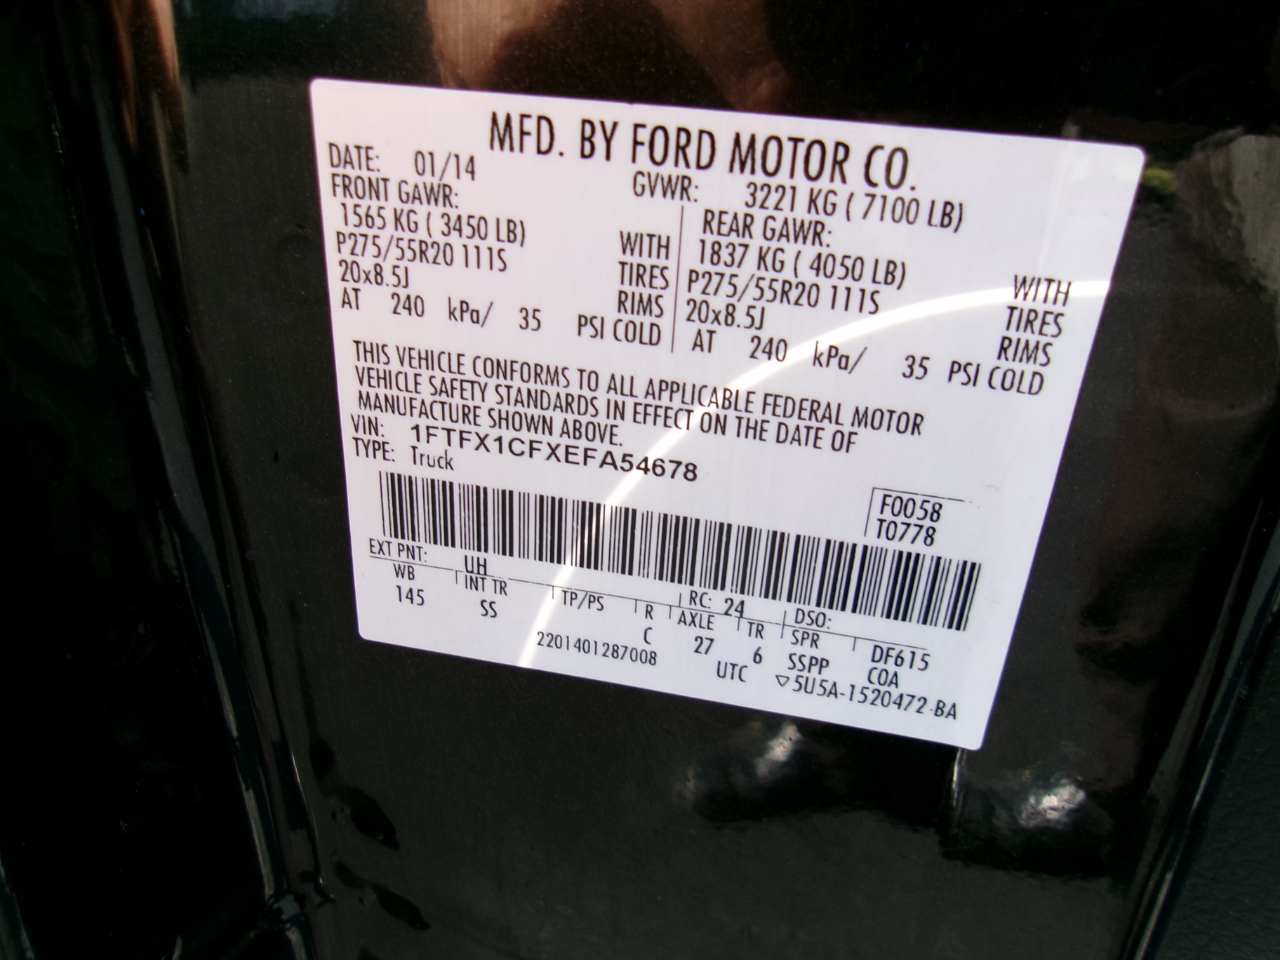 MFD. BY FORD MOTOR CO.
DATE: 01/14
GVWR: 3221 KG ( 7100 LB)
FRONT GAWR:
1565 KG ( 3450 LB) WITH
P275/55R20 111S TIRES
20x8.5J RIMS
AT 240 kPa/ 35 PSI COLD
REAR GAWR:
1837 KG ( 4050 LB) WITH
P275/55R20 111S TIRES
20x8.5J RIMS
AT 240 kPa/ 35 PSI COLD
THIS VEHICLE CONFORMS TO ALL APPLICABLE FEDERAL MOTOR
VEHICLE SAFETY STANDARDS IN EFFECT ON THE DATE OF
MANUFACTURE SHOWN ABOVE.
VIN: 1FTFX1CFXEFA54678
TYPE: Truck
F0058
T0778
EXT PNT: UH RC: 24 DSO:
WB INT TR TP/PS R AXLE TR SPR DF615
145 SS C 27 6 SSPP COA
2201401287008 UTC ▽5U5A-1520472-BA